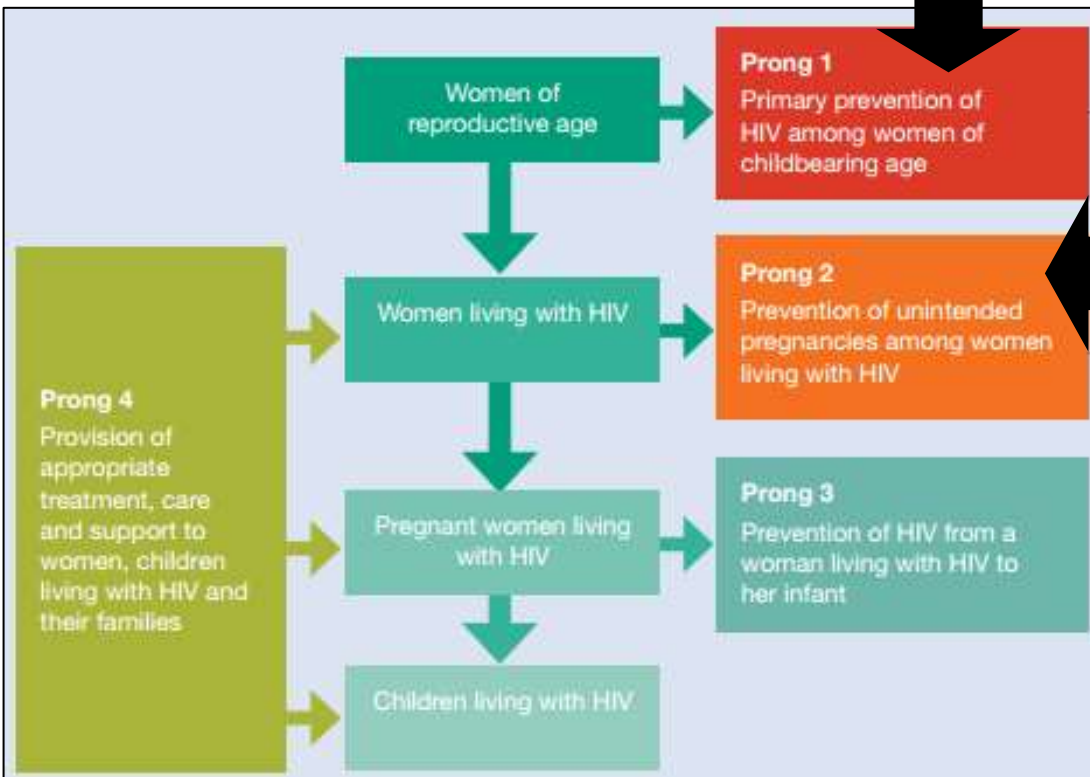 Women of
reproductive age
Prong 1
Primary prevention of
HIV among women of
childbearing age
Women living with HIV
Prong 2
Prevention of unintended
pregnancies among women
living with HIV
Prong 4
Provision of
appropriate
treatment, care
and support to
women, children
living with HIV and
their families
Pregnant women living
with HIV
Prong 3
Prevention of HIV from a
woman living with HIV to
her infant
Children living with HIV